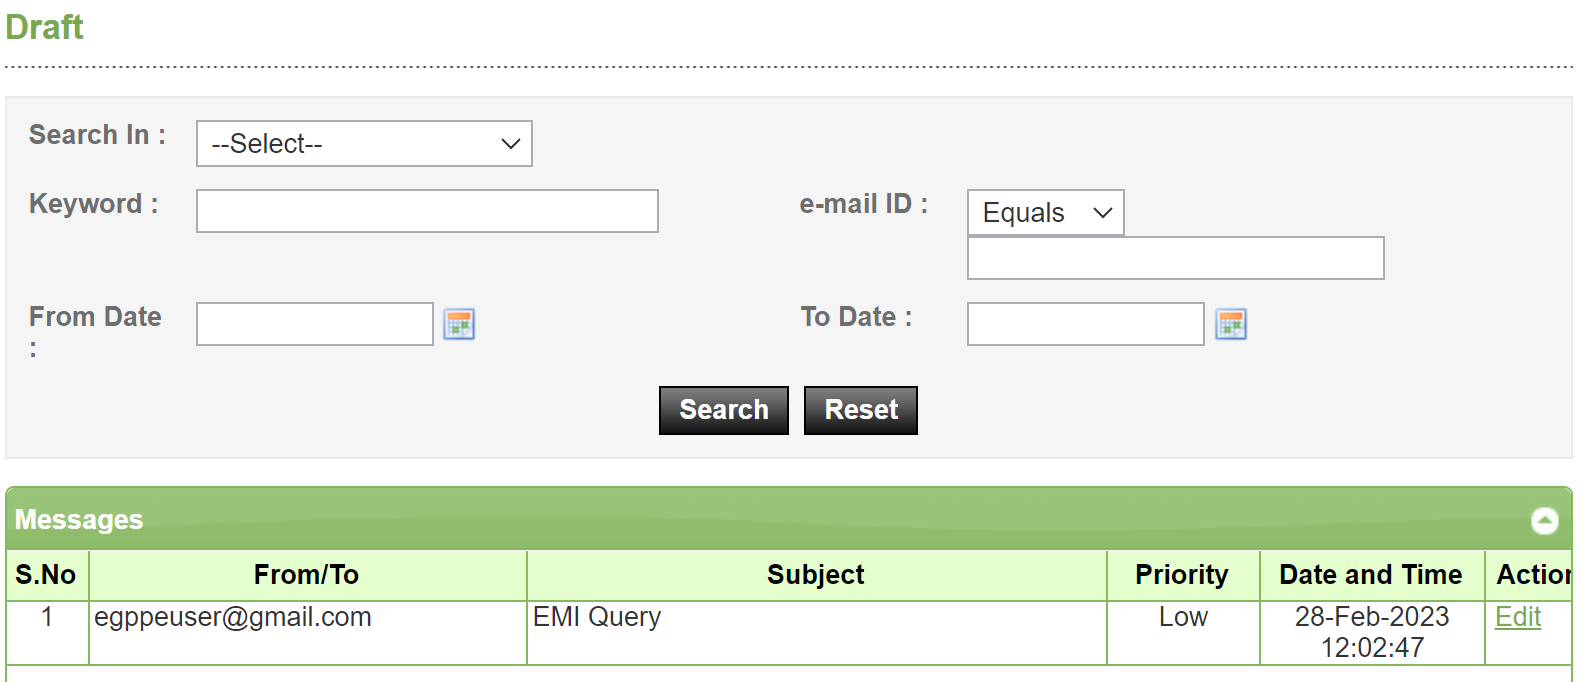 Draft
Search In :
--Select--
Keyword :
e-mail ID :
Equals
From Date
:
To Date :
Search Reset
Messages
S.No From/To Subject Priority Date and Time Action
1 egppeuser@gmail.com EMI Query Low 28-Feb-2023 Edit
12:02:47